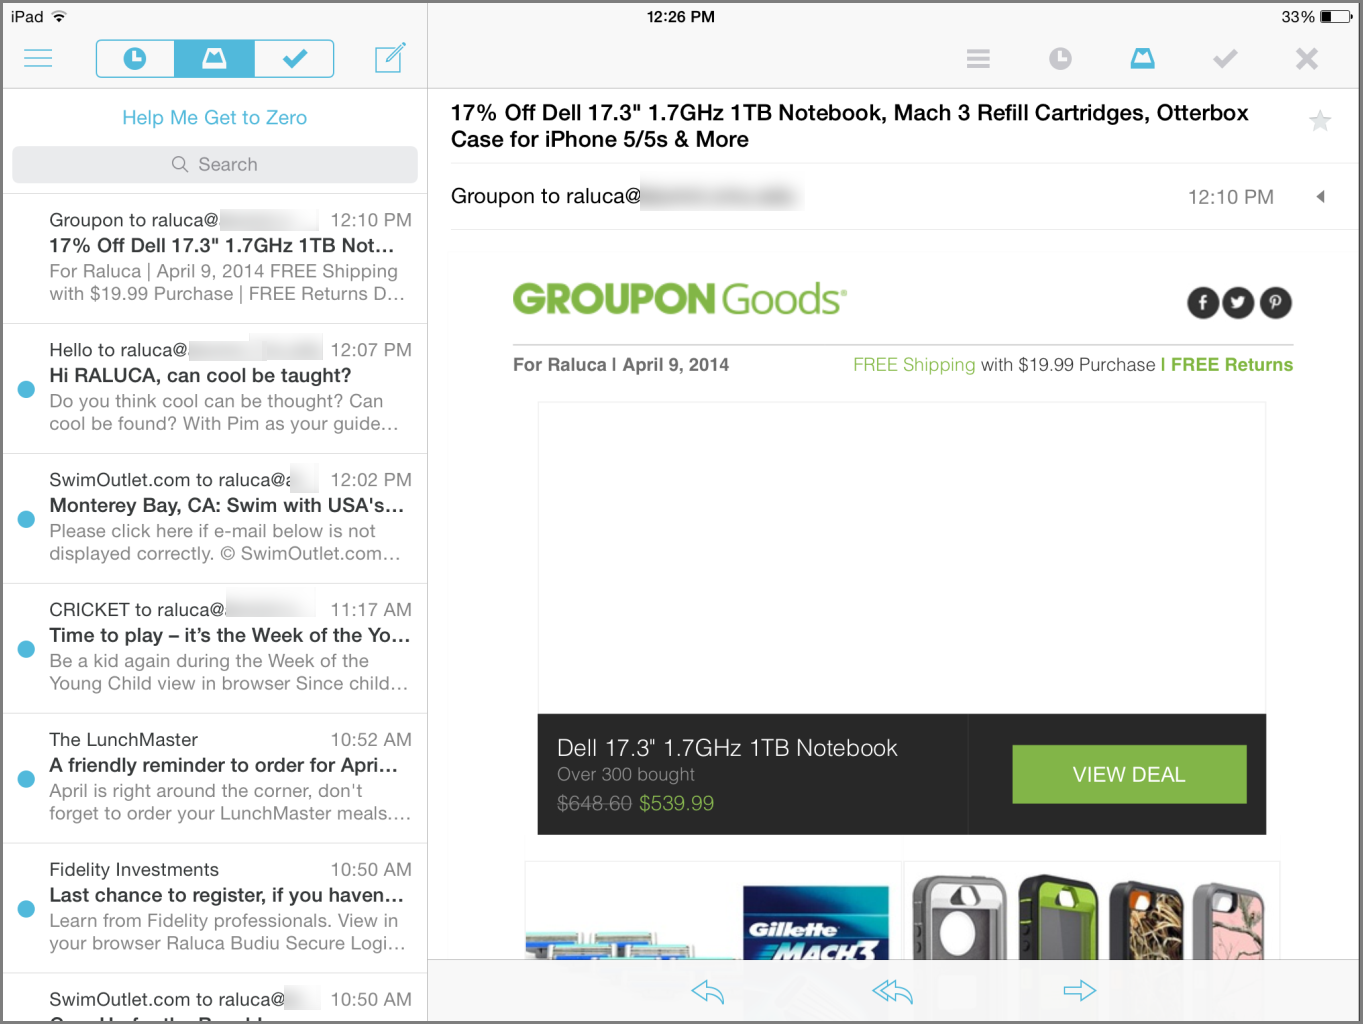 iPad
12:26 PM
33%
Help Me Get to Zero
Search
Groupon to raluca@
12:10 PM
17% Off Dell 17.3" 1.7GHz 1TB Not...
For Raluca | April 9, 2014 FREE Shipping
with $19.99 Purchase | FREE Returns D...
Hello to raluca@
12:07 PM
Hi RALUCA, can cool be taught?
Do you think cool can be thought? Can
cool be found? With Pim as your guide...
SwimOutlet.com to raluca@
12:02 PM
Monterey Bay, CA: Swim with USA's...
Please click here if e-mail below is not
displayed correctly. © SwimOutlet.com...
CRICKET to raluca@
11:17 AM
Time to play – it's the Week of the Yo...
Be a kid again during the Week of the
Young Child view in browser Since child...
The LunchMaster
10:52 AM
A friendly reminder to order for Apri...
April is right around the corner, don't
forget to order your LunchMaster meals....
Fidelity Investments
10:50 AM
Last chance to register, if you haven...
Learn from Fidelity professionals. View in
your browser Raluca Budiu Secure Logi...
SwimOutlet.com to raluca@
10:50 AM
17% Off Dell 17.3" 1.7GHz 1TB Notebook, Mach 3 Refill Cartridges, Otterbox
Case for iPhone 5/5s & More
Groupon to raluca@
12:10 PM
GROUPON Goods®
For Raluca | April 9, 2014
FREE Shipping with $19.99 Purchase | FREE Returns
Dell 17.3" 1.7GHz 1TB Notebook
Over 300 bought
$648.60 $539.99
VIEW DEAL
Gillette
MACH3